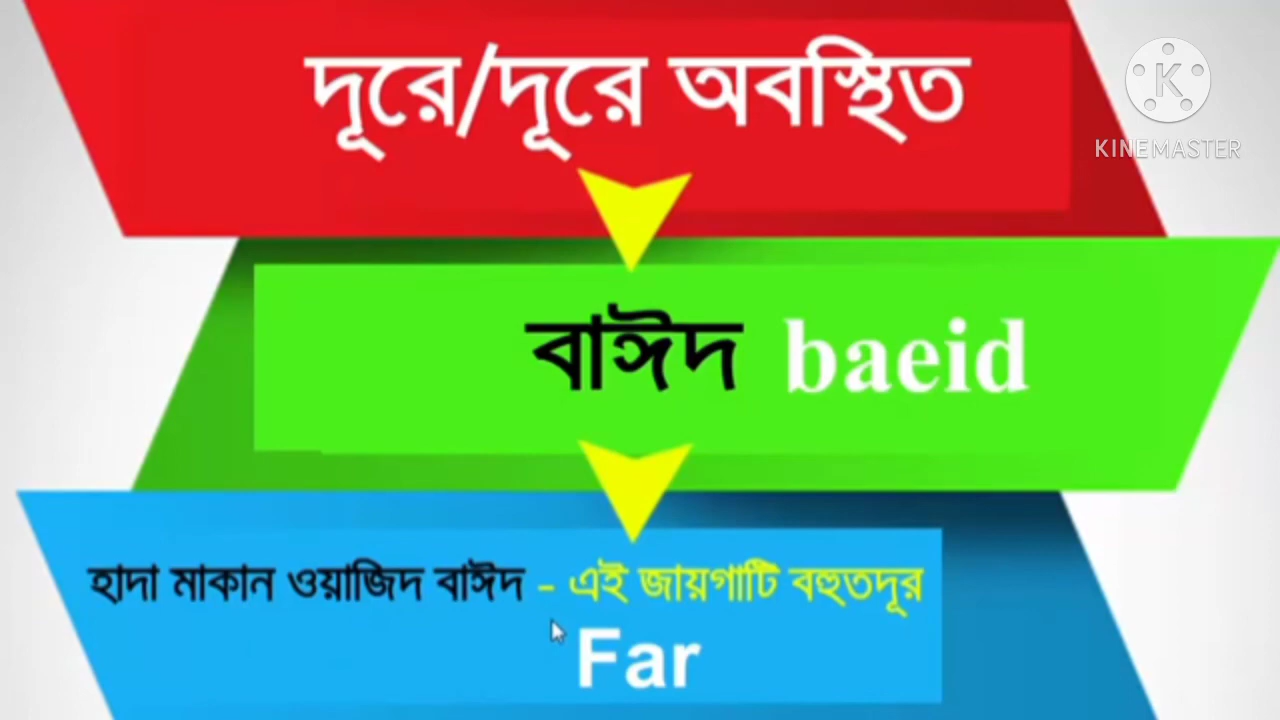 দূরে/দূরে অবস্থিত
KINEMASTER
বাঈদ baeid
হাদা মাকান ওয়াজিদ বাঈদ - এই জায়গাটি বহুতদূর
Far